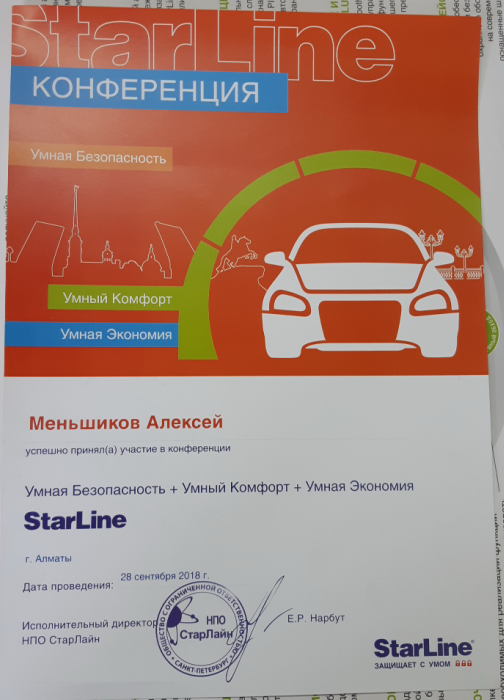 StarLine
КОНФЕРЕНЦИЯ
Умная Безопасность
Умный Комфорт
Умная Экономия
Меньшиков Алексей
успешно принял(а) участие в конференции
Умная Безопасность + Умный Комфорт + Умная Экономия
StarLine
г. Алматы
Дата проведения: 28 сентября 2018 г.
Исполнительный директор
НПО СтарЛайн
Е.Р. Нарбут
ОБЩЕСТВО С ОГРАНИЧЕННОЙ ОТВЕТСТВЕННОСТЬЮ
НПО
СтарЛайн
САНКТ-ПЕТЕРБУРГ
StarLine
ЗАЩИЩАЕТ С УМОМ